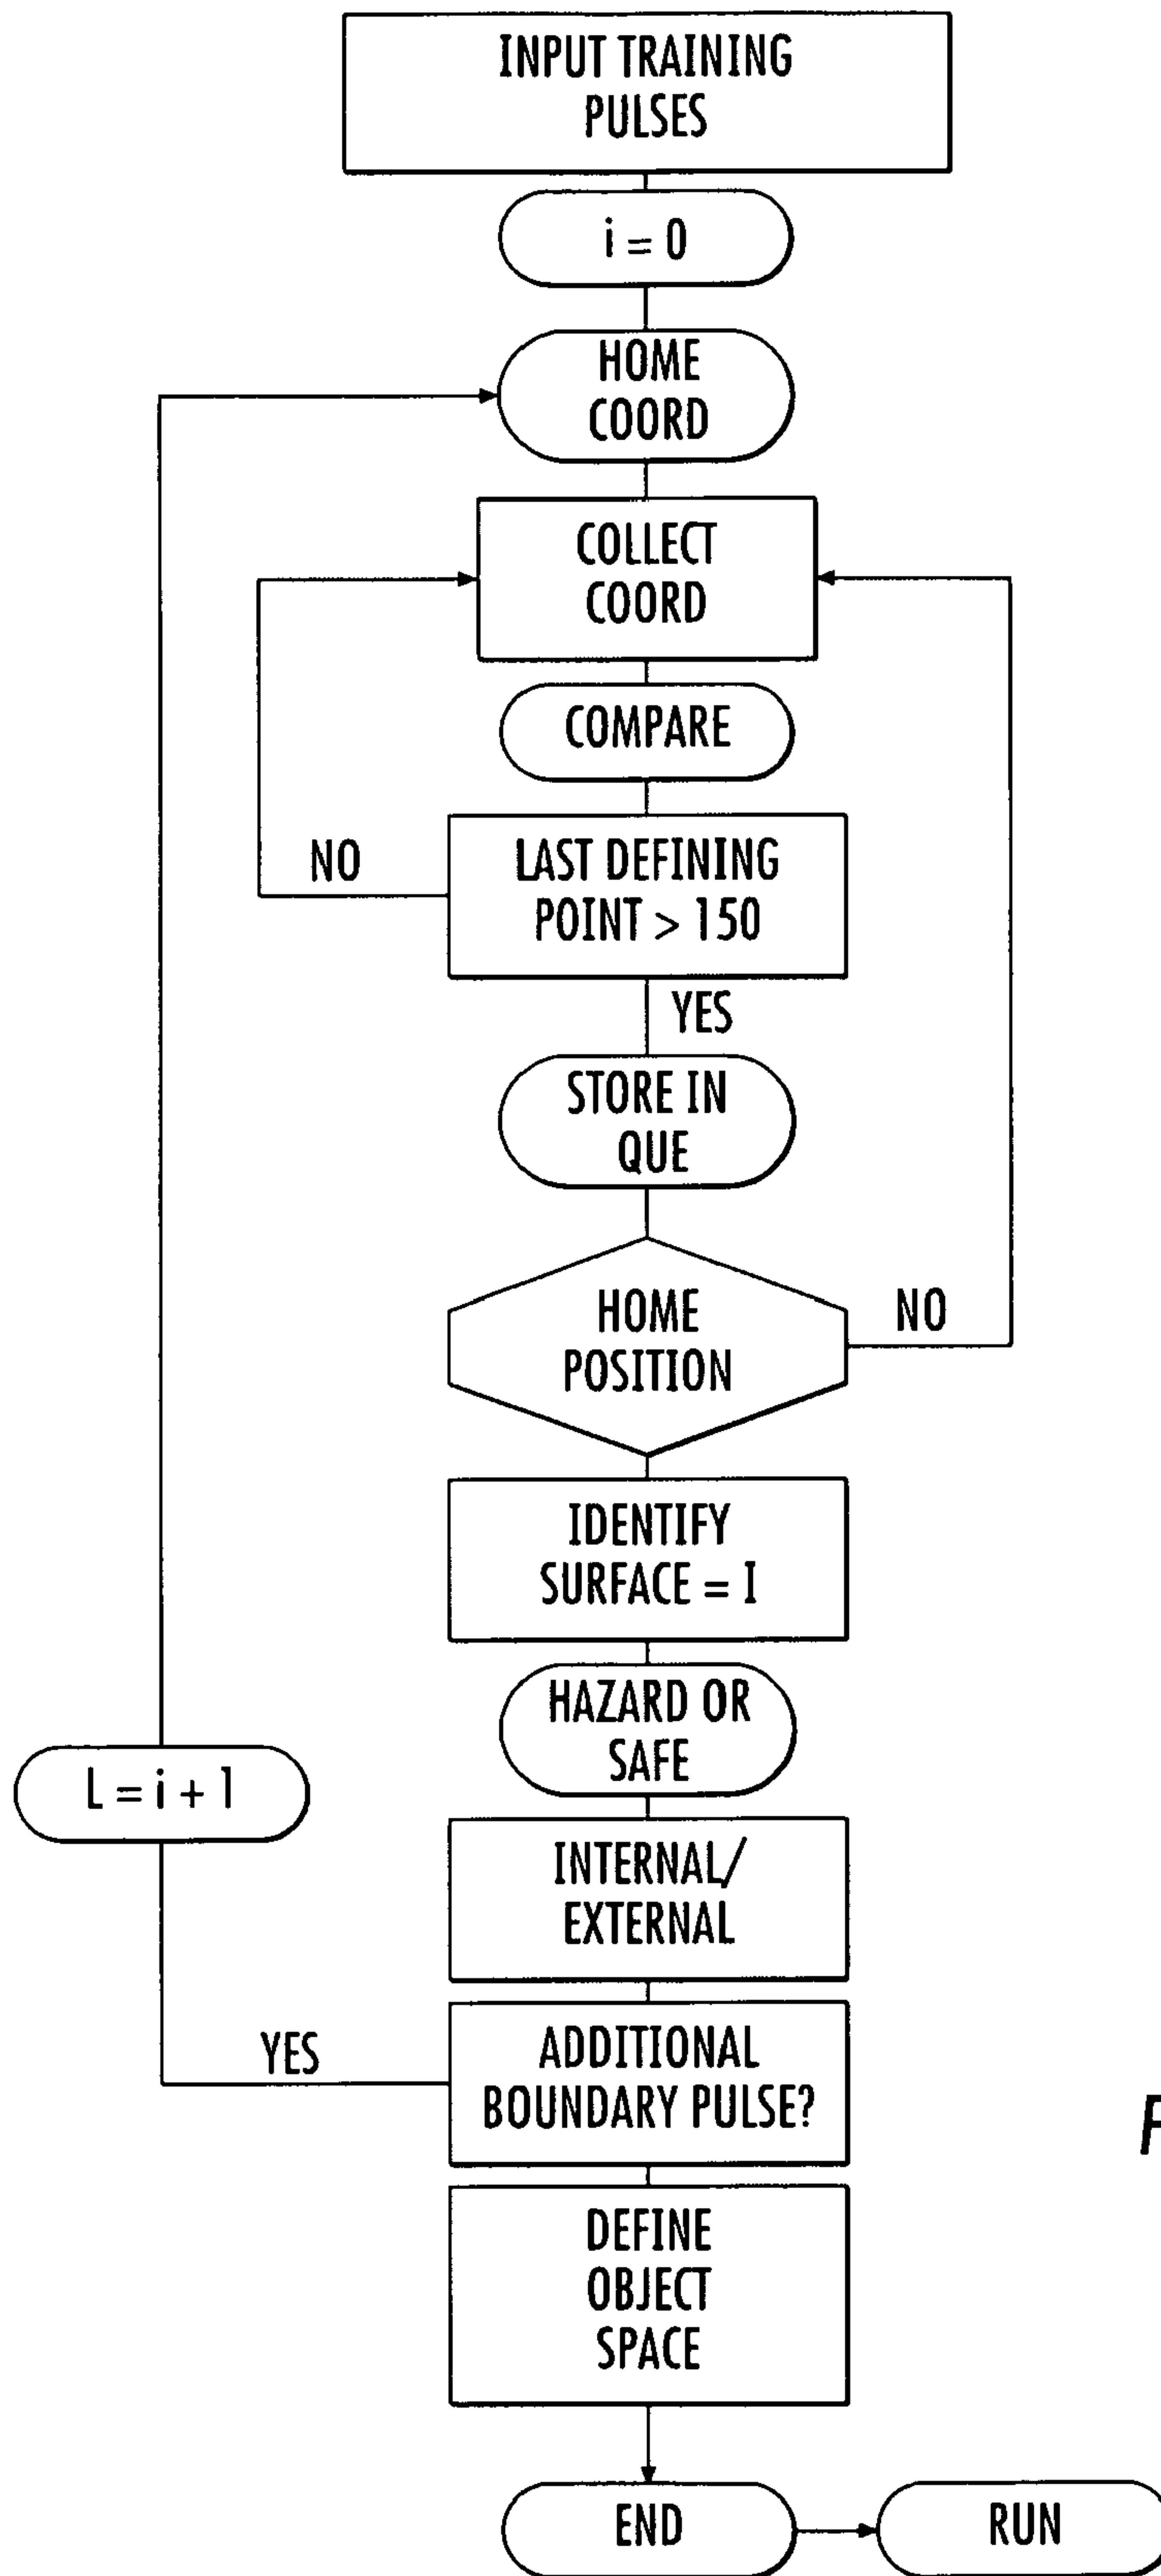 INPUT TRAINING
PULSES
i = 0
HOME
COORD
COLLECT
COORD
COMPARE
NO
LAST DEFINING
POINT > 150
YES
STORE IN
QUE
HOME
POSITION
NO
IDENTIFY
SURFACE = I
HAZARD OR
SAFE
L = i + 1
INTERNAL/
EXTERNAL
YES
ADDITIONAL
BOUNDARY PULSE?
DEFINE
OBJECT
SPACE
END
RUN